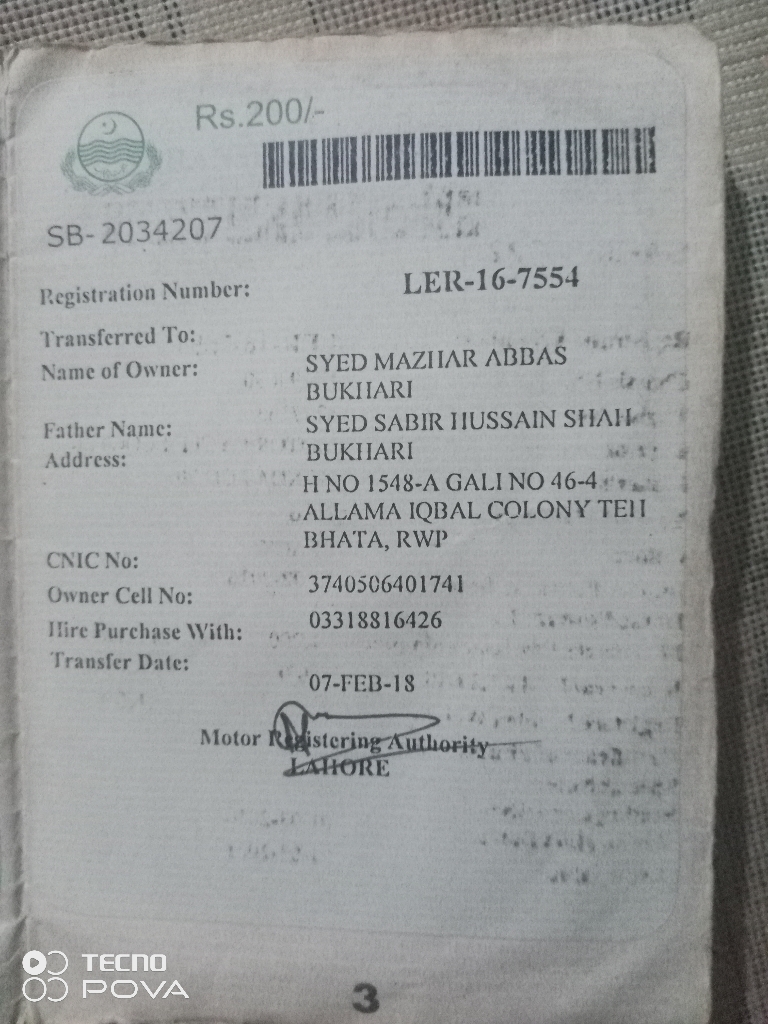 Rs.200/-
SB-2034207
Registration Number: LER-16-7554
Transferred To:
Name of Owner: SYED MAZHAR ABBAS
BUKHARI
Father Name: SYED SABIR HUSSAIN SHAH
BUKHARI
Address: H NO 1548-A GALI NO 46-4
ALLAMA IQBAL COLONY TEH
BHATA, RWP
CNIC No: 3740506401741
Owner Cell No: 03318816426
Hire Purchase With:
Transfer Date: 07-FEB-18
Motor Registering Authority
LAHORE
TECNO
POVA
3